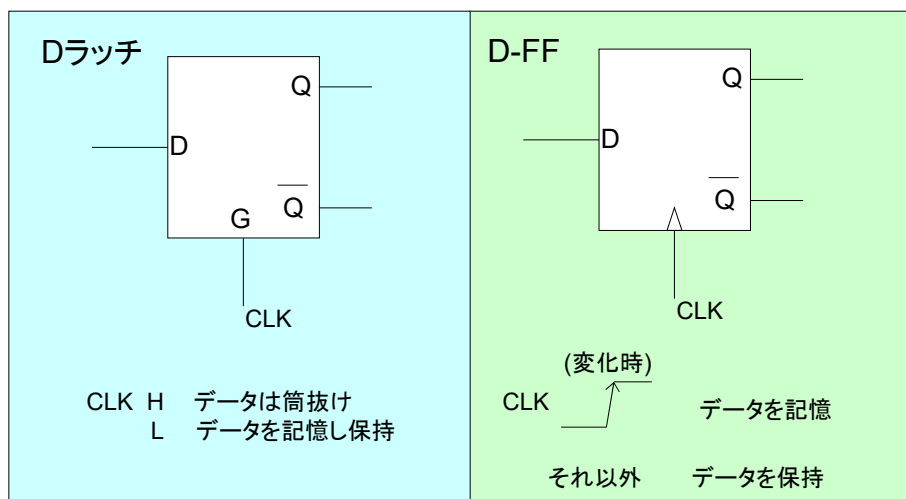 Dラッチ
Q
D
Q
G
CLK
CLK H データは筒抜け
L データを記憶し保持
D-FF
Q
D
Q
CLK
(変化時)
CLK データを記憶
それ以外 データを保持